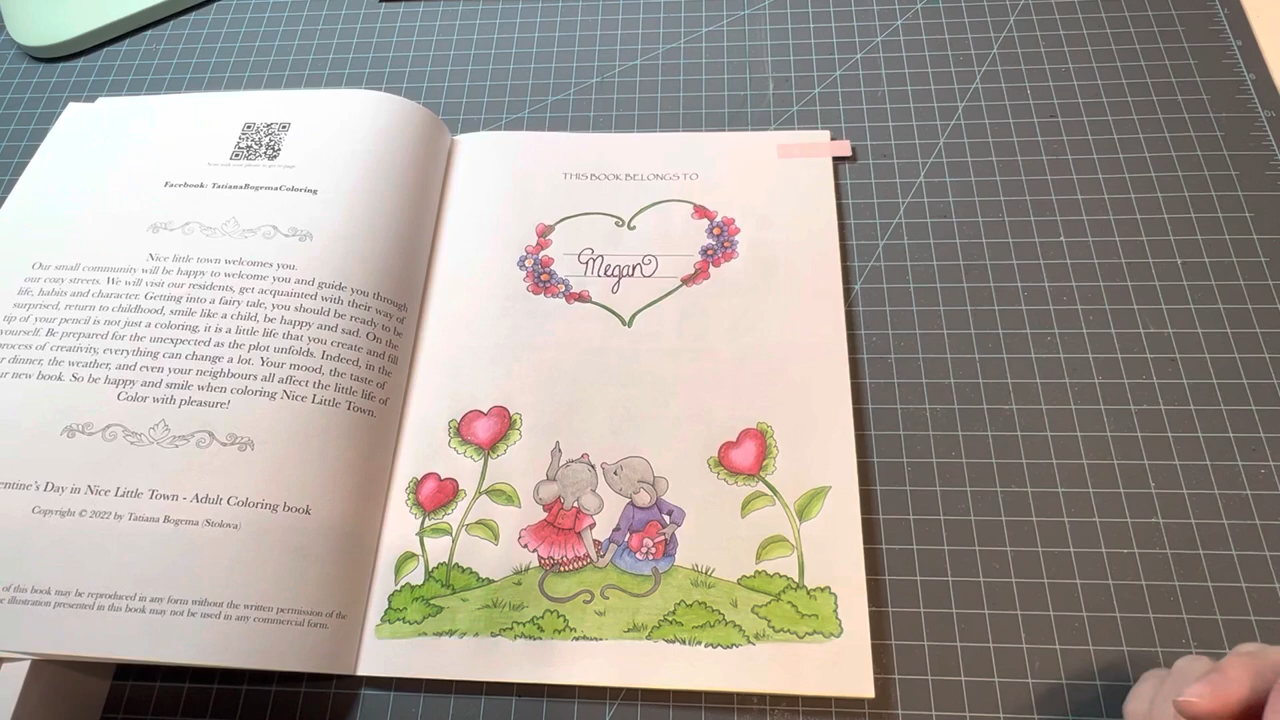 Facebook: TatianaBogemaColoring
Nice little town welcomes you.
Our small community will be happy to welcome you and guide you through
our cozy streets. We will visit our residents, get acquainted with their way of
life, habits and character. Getting into a fairy tale, you should be ready to be
surprised, return to childhood, smile like a child, be happy and sad. On the
tip of your pencil is not just a coloring, it is a little life that you create and fill
yourself. Be prepared for the unexpected as the plot unfolds. Indeed, in the
process of creativity, everything can change a lot. Your mood, the taste of
dinner, the weather, and even your neighbours all affect the little life of
new book. So be happy and smile when coloring Nice Little Town.
Color with pleasure!
Day in Nice Little Town - Adult Coloring book
Copyright © 2022 by Tatiana Bogema (Stolova)
of this book may be reproduced in any form without the written permission of the
illustration presented in this book may not be used in any commercial form.
THIS BOOK BELONGS TO
Megan